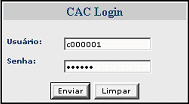 CAC Login
Usuário: c000001
Senha: ••••••
Enviar Limpar